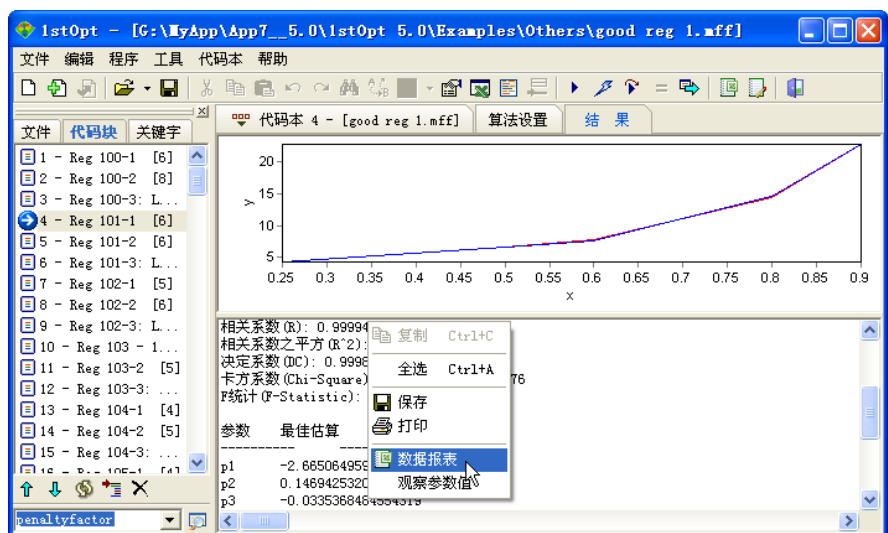 1stOpt - [G:\MyApp\App7__5.0\1stOpt 5.0\Examples\Others\good reg 1.mff]
文件 编辑 程序 工具 代码本 帮助
文件 代码块 关键字
1 - Reg 100-1 [6]
2 - Reg 100-2 [8]
3 - Reg 100-3: L...
4 - Reg 101-1 [6]
5 - Reg 101-2 [6]
6 - Reg 101-3: L...
7 - Reg 102-1 [5]
8 - Reg 102-2 [6]
9 - Reg 102-3: L...
10 - Reg 103 - 1...
11 - Reg 103-2 [5]
12 - Reg 103-3: ...
13 - Reg 104-1 [4]
14 - Reg 104-2 [5]
15 - Reg 104-3: ...
16 - Reg 105-1 [4]
penaltyfactor
代码本 4 - [good reg 1.mff] 算法设置 结 果
20
15
10
5
y
0.25 0.3 0.35 0.4 0.45 0.5 0.55 0.6 0.65 0.7 0.75 0.8 0.85 0.9
x
相关系数(R): 0.99994
相关系数之平方(R^2):
决定系数(DC): 0.9998
卡方系数(Chi-Square) 76
F统计(F-Statistic):
参数 最佳估算
---------- -----
p1 -2.665064959
p2 0.1469425320
p3 -0.0335368464554319
复制 Ctrl+C
全选 Ctrl+A
保存
打印
数据报表
观察参数值